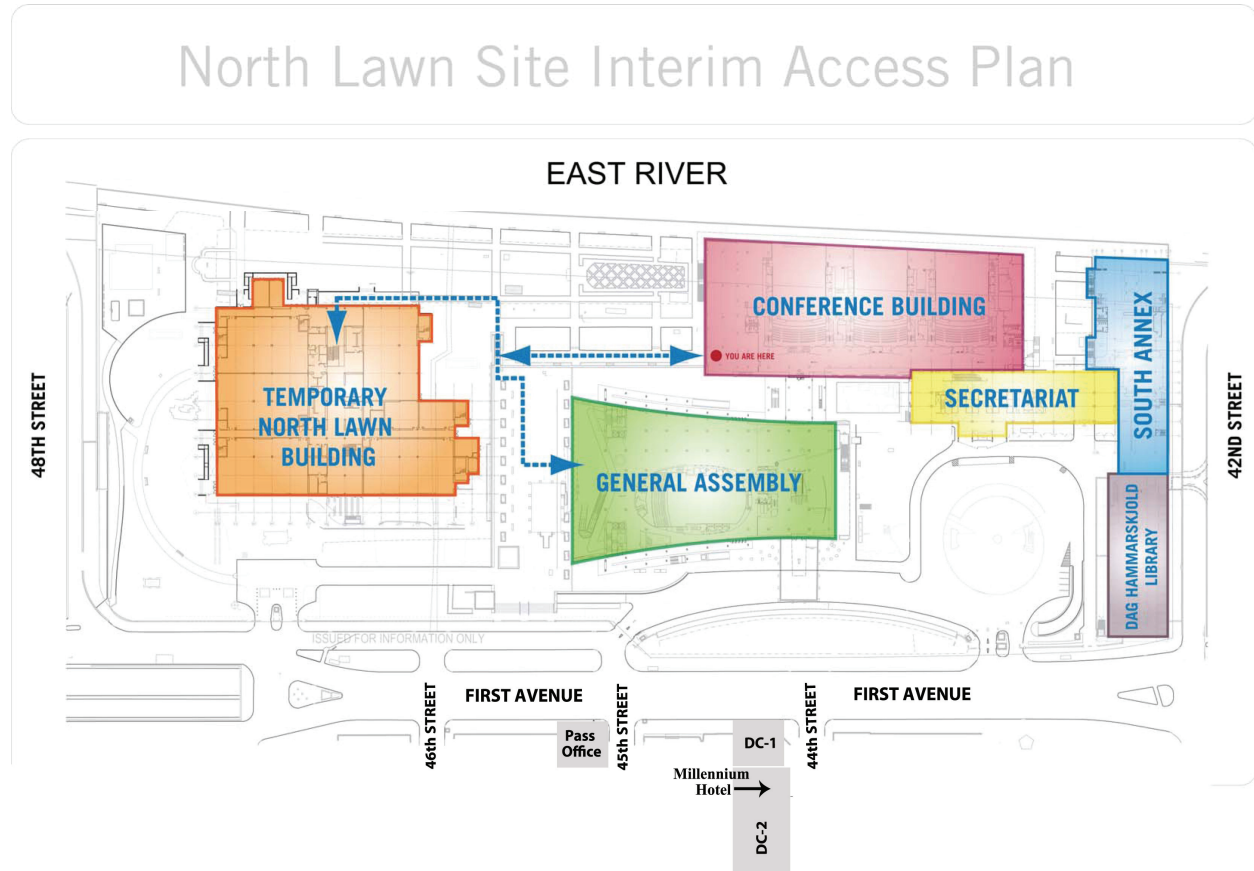 North Lawn Site Interim Access Plan
EAST RIVER
CONFERENCE BUILDING
YOU ARE HERE
SOUTH ANNEX
SECRETARIAT
TEMPORARY
NORTH LAWN
BUILDING
48TH STREET
42ND STREET
GENERAL ASSEMBLY
DAG HAMMARSKJOLD
LIBRARY
ISSUED FOR INFORMATION ONLY
FIRST AVENUE
FIRST AVENUE
46th STREET
45th STREET
44th STREET
Pass
Office
DC-1
Millennium
Hotel
DC-2